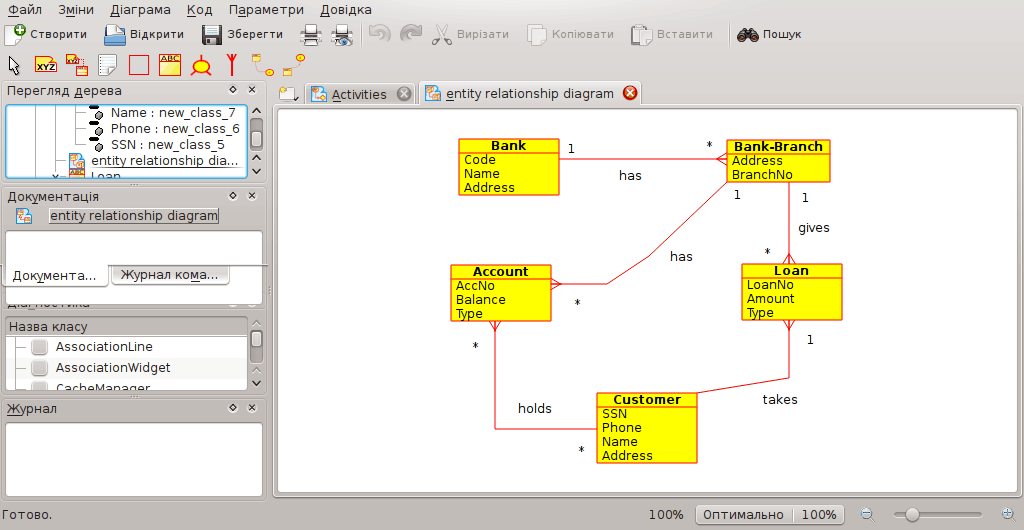 Файл Зміни Діаграма Код Параметри Довідка
Створити Відкрити Зберегти Вирізати Копіювати Вставити Пошук
XYZ XYZ ABC
Перегляд дерева
Name : new_class_7
Phone : new_class_6
SSN : new_class_5
entity relationship dia...
Loan
Документація
entity relationship diagram
Документа... Журнал кома...
Діагностика
Назва класу
AssociationLine
AssociationWidget
CacheManager
Журнал
Activities entity relationship diagram
Bank
Code
Name
Address
1 *
has
Bank-Branch
Address
BranchNo
1 1
gives
has
*
Account
AccNo
Balance
Type
*
Loan
LoanNo
Amount
Type
* 1
holds
takes
Customer
SSN
Phone
Name
Address
*
Готово.
100% Оптимально 100%